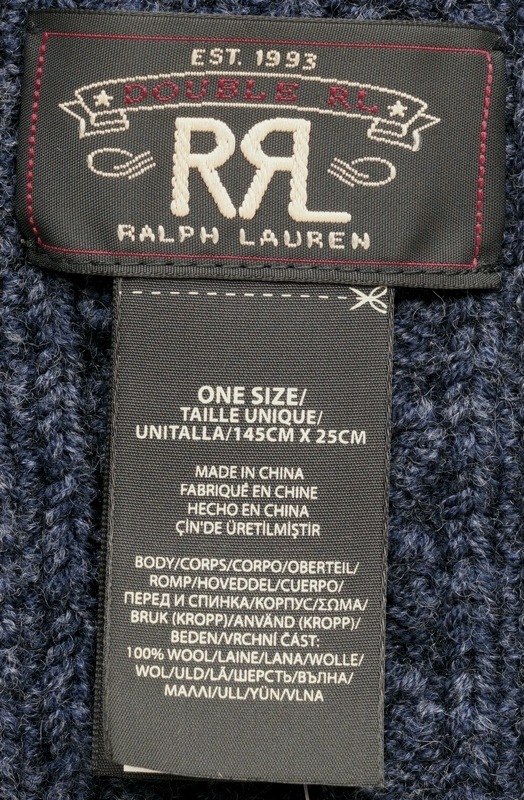 EST. 1993
DOUBLE RL
RRL
RALPH LAUREN
ONE SIZE/
TAILLE UNIQUE/
UNITALLA/145CM X 25CM
MADE IN CHINA
FABRIQUÉ EN CHINE
HECHO EN CHINA
ÇİN'DE ÜRETİLMİŞTİR
BODY/CORPS/CORPO/OBERTEIL/
ROMP/HOVEDDEL/CUERPO/
ПЕРЕД И СПИНКА/КОРПУС/ΣΩΜΑ/
BRUK (KROPP)/ANVÄND (KROPP)/
BEDEN/VRCHNÍ ČÁST:
100% WOOL/LAINE/LANA/WOLLE/
WOL/ULD/LÃ/ШЕРСТЬ/ВЪЛНА/
ΜΑΛΛΙ/ULL/YÜN/VLNA